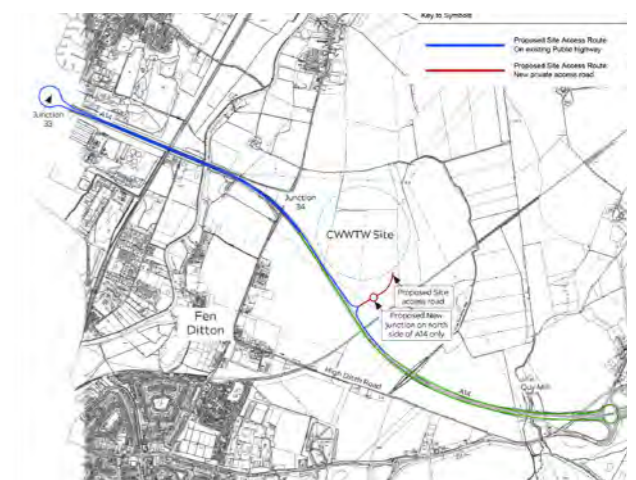 Key to Symbols
Proposed Site Access Route
On existing Public highway
Proposed Site Access Route
New private access road
Junction
33
A14
Junction
34
CWWTW Site
Proposed Site
access road
Proposed New
junction on north
side of A14 only
Fen
Ditton
High Ditch Road
A14
Quy Mill